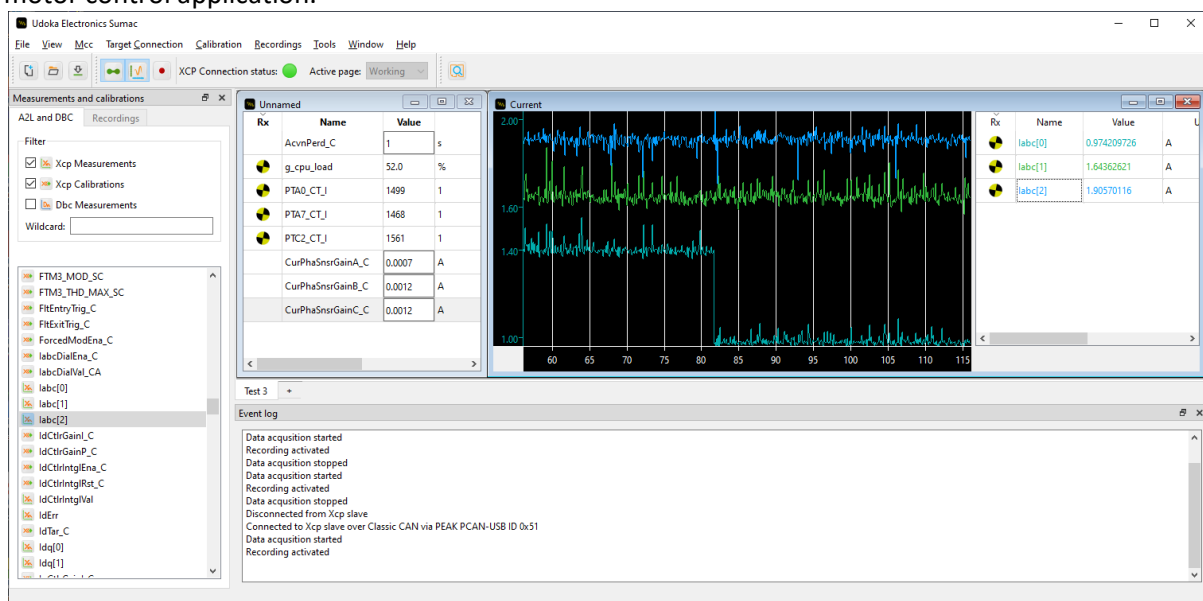 motor control application.
Udoka Electronics Sumac
File View Mcc Target Connection Calibration Recordings Tools Window Help
XCP Connection status: Active page: Working
Measurements and calibrations
A2L and DBC Recordings
Filter
Xcp Measurements
Xcp Calibrations
Dbc Measurements
Wildcard:
FTM3_MOD_SC
FTM3_THD_MAX_SC
FltEntryTrig_C
FltExitTrig_C
ForcedModEna_C
IabcDialEna_C
IabcDialVal_CA
Iabc[0]
Iabc[1]
Iabc[2]
IdCtlrGainI_C
IdCtlrGainP_C
IdCtlrIntglEna_C
IdCtlrIntglRst_C
IdCtlrIntglVal
IdErr
IdTar_C
Idq[0]
Idq[1]
Unnamed
Rx Name Value
AcvnPerd_C 1 s
g_cpu_load 52.0 %
PTA0_CT_I 1499 1
PTA7_CT_I 1468 1
PTC2_CT_I 1561 1
CurPhaSnsrGainA_C 0.0007 A
CurPhaSnsrGainB_C 0.0012 A
CurPhaSnsrGainC_C 0.0012 A
Current
2.00
1.60
1.40
1.00
60 65 70 75 80 85 90 95 100 105 110 115
Rx Name Value U
Iabc[0] 0.974209726 A
Iabc[1] 1.64362621 A
Iabc[2] 1.90570116 A
Test 3 +
Event log
Data acqusition started
Recording activated
Data acqusition stopped
Data acqusition started
Recording activated
Data acqusition stopped
Disconnected from Xcp slave
Connected to Xcp slave over Classic CAN via PEAK PCAN-USB ID 0x51
Data acqusition started
Recording activated